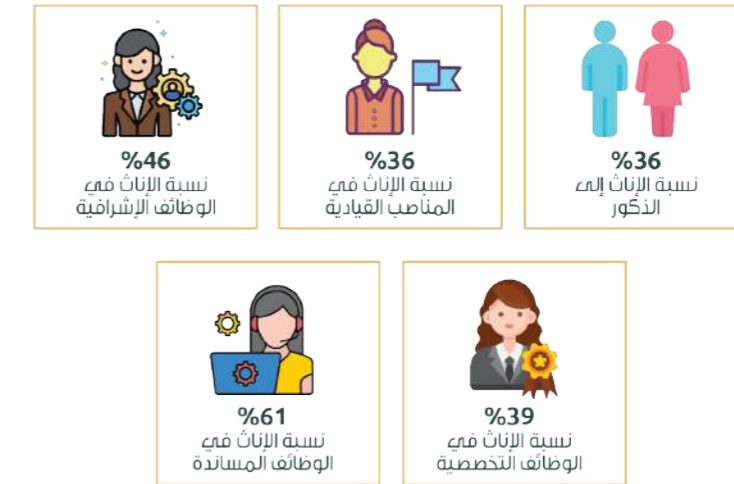 %36
نسبة الإناث إلى
الذكور
%36
نسبة الإناث في
المناصب القيادية
%46
نسبة الإناث في
الوظائف الإشرافية
%39
نسبة الإناث في
الوظائف التخصصية
%61
نسبة الإناث في
الوظائف المساندة